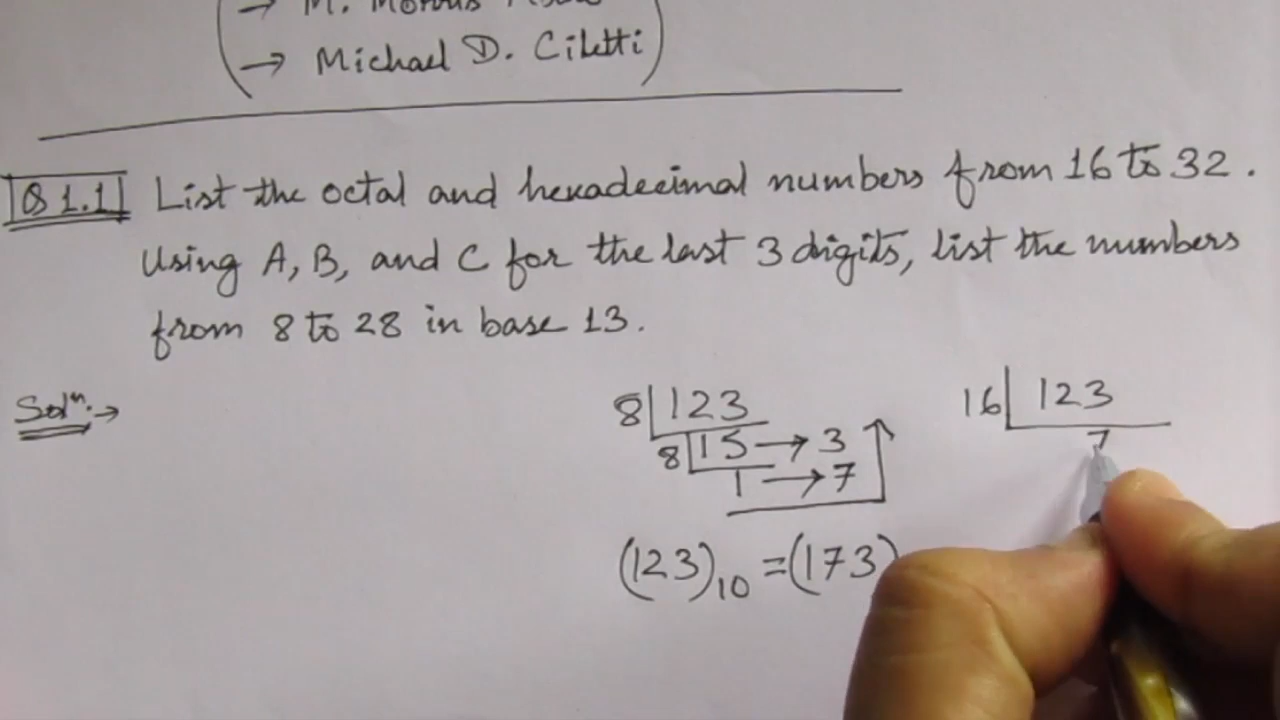 → M. Morris
→ Michael D. Ciletti
Q 1.1 List the octal and hexadecimal numbers from 16 to 32.
Using A, B, and C for the last 3 digits, list the numbers
from 8 to 28 in base 13.
Solⁿ.→
8 123
8 15 → 3
1 → 7
(123)₁₀ = (173)
16 123
7